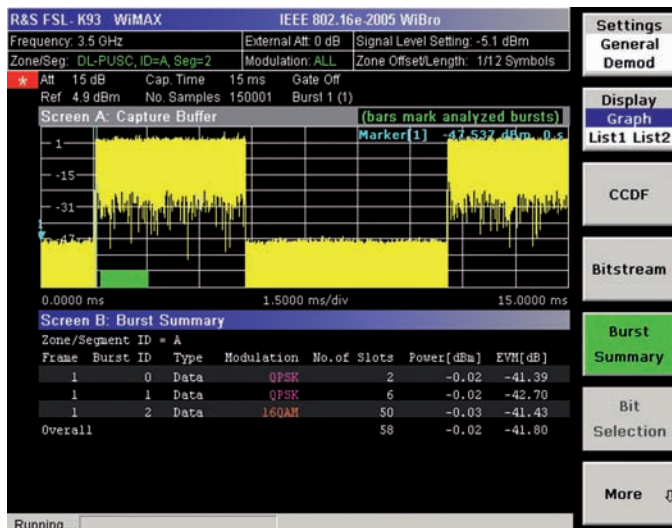 R&S FSL-K93 WiMAX IEEE 802.16e-2005 WiBro
Frequency: 3.5 GHz External Att: 0 dB Signal Level Setting: -5.1 dBm
Zone/Seg: DL-PUSC, ID=A, Seg=2 Modulation: ALL Zone Offset/Length: 1/12 Symbols
* Att 15 dB Cap. Time 15 ms Gate Off
Ref 4.9 dBm No. Samples 150001 Burst 1 (1)
Screen A: Capture Buffer (bars mark analyzed bursts)
Marker[1] -47.537 dBm 0 s
1
-15
-31
-47
1
0.0000 ms 1.5000 ms/div 15.0000 ms
Screen B: Burst Summary
Zone/Segment ID = A
Frame Burst ID Type Modulation No.of Slots Power[dBm] EVM[dB]
1 0 Data QPSK 2 -0.02 -41.39
1 1 Data QPSK 6 -0.02 -42.70
1 2 Data 16QAM 50 -0.03 -41.43
Overall 58 -0.02 -41.80
Running...
Settings
General
Demod
Display
Graph
List1 List2
CCDF
Bitstream
Burst
Summary
Bit
Selection
More